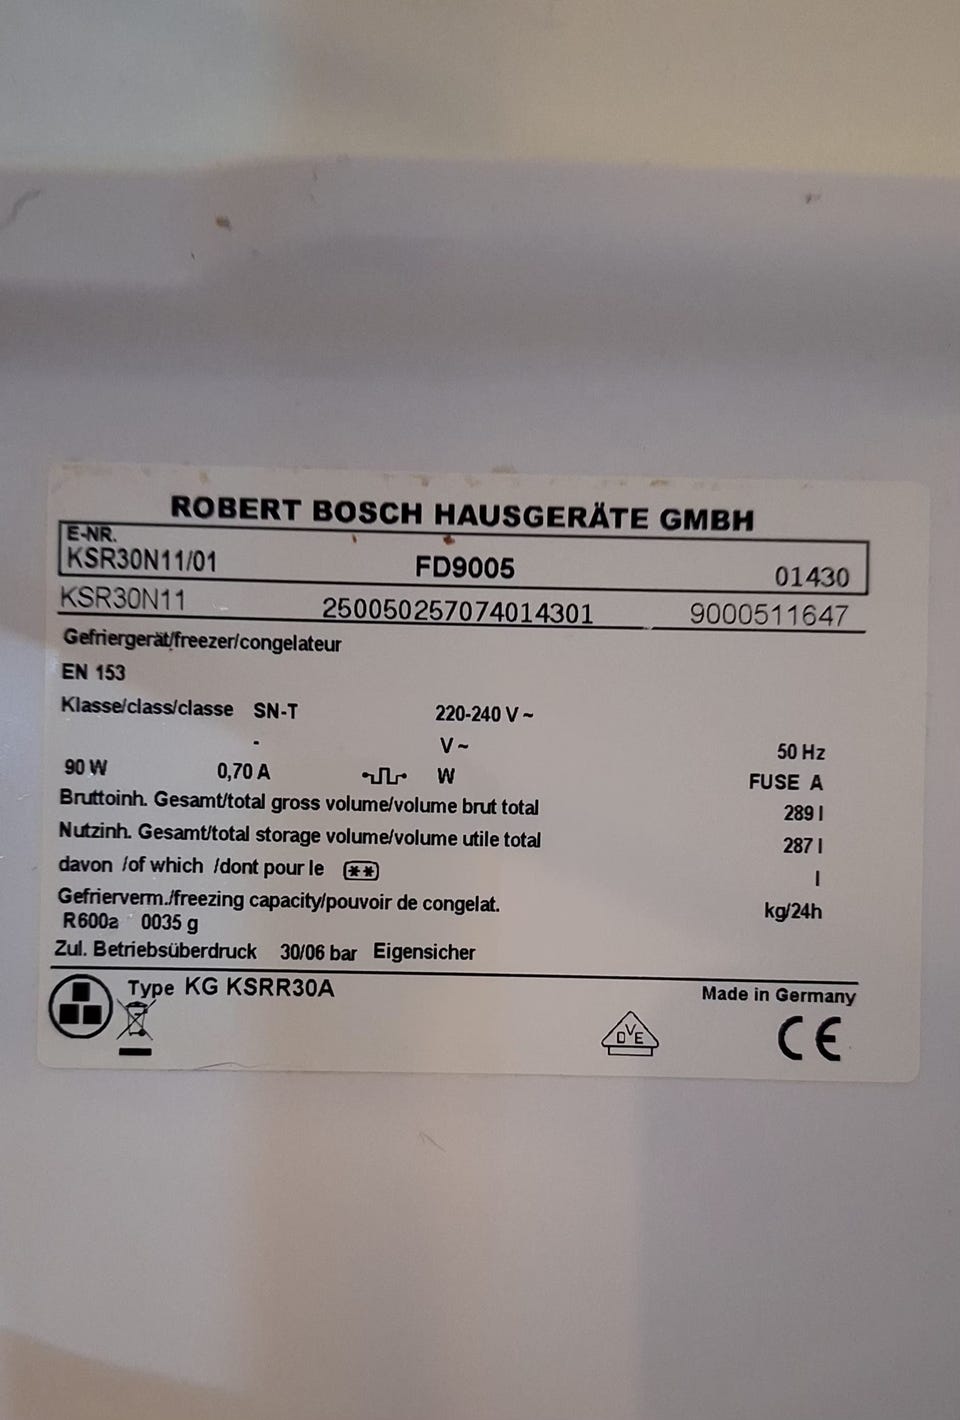 ROBERT BOSCH HAUSGERÄTE GMBH
E-NR.
KSR30N11/01 FD9005 01430
KSR30N11 250050257074014301 9000511647
Gefriergerät/freezer/congelateur
EN 153
Klasse/class/classe SN-T 220-240 V ~
- V ~ 50 Hz
90 W 0,70 A W FUSE A
Bruttoinh. Gesamt/total gross volume/volume brut total 289 l
Nutzinh. Gesamt/total storage volume/volume utile total 287 l
davon /of which /dont pour le ** l
Gefrierverm./freezing capacity/pouvoir de congelat. kg/24h
R600a 0035 g
Zul. Betriebsüberdruck 30/06 bar Eigensicher
Type KG KSRR30A Made in Germany
DVE CE